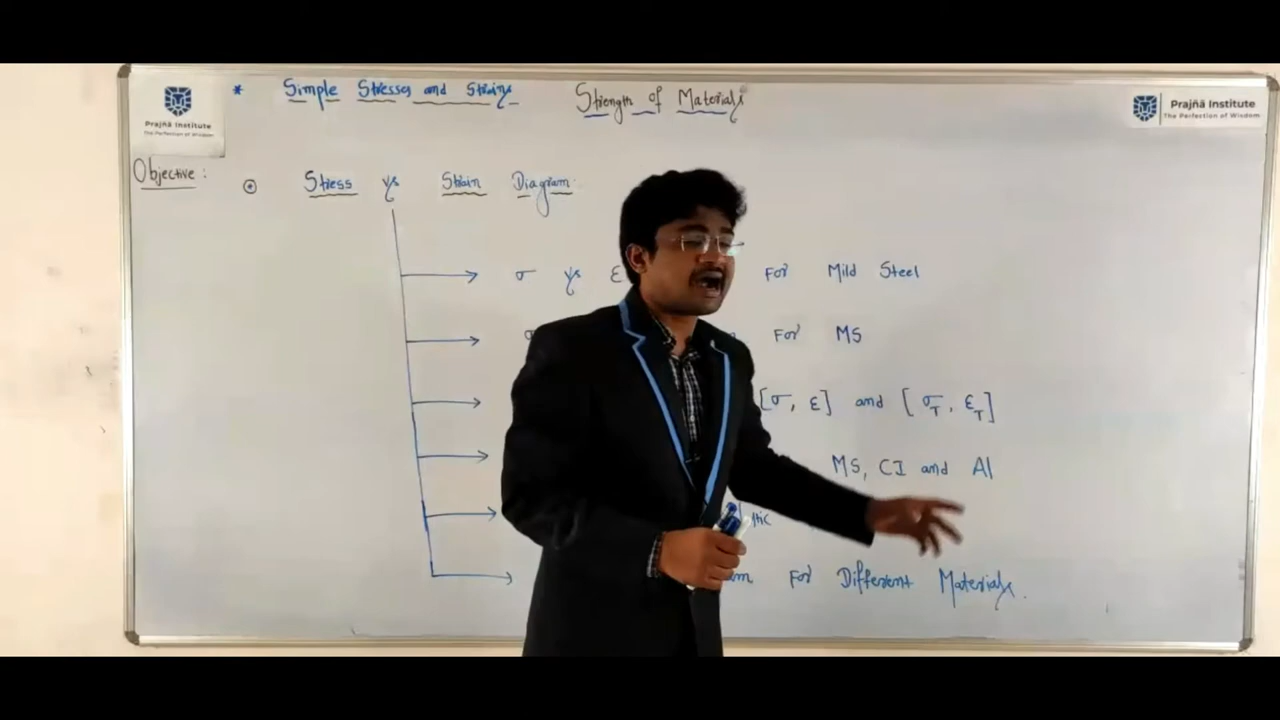 * Simple Stresses and Strains Strength of Materials
Prajñā Institute
The Perfection of Wisdom
Prajñā Institute
The Perfection of Wisdom
Objective :
Stress Vs Strain Diagram
σ Vs ε For Mild Steel
σ For MS
[σ, ε] and [σT, εT]
MS, CI and Al
For Different Materials.